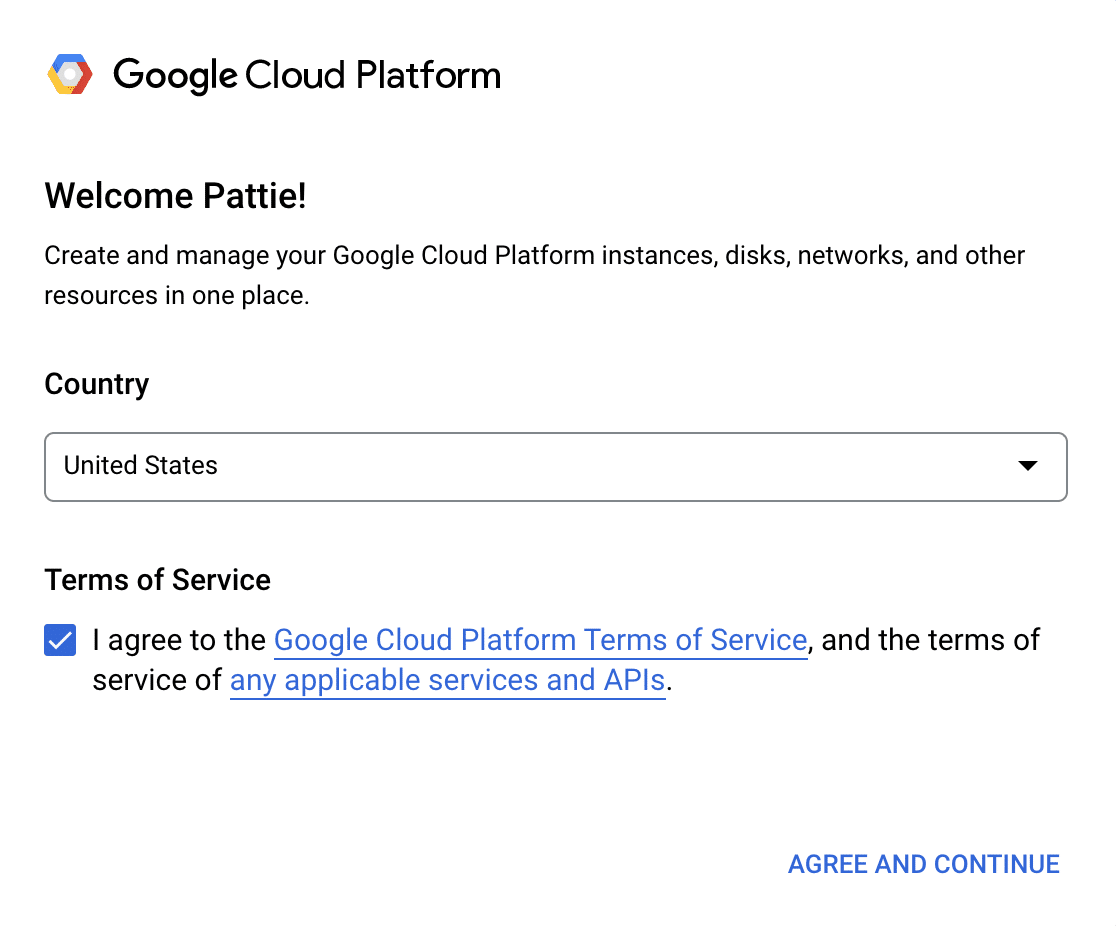 Google Cloud Platform
Welcome Pattie!
Create and manage your Google Cloud Platform instances, disks, networks, and other
resources in one place.
Country
United States
Terms of Service
I agree to the Google Cloud Platform Terms of Service, and the terms of
service of any applicable services and APIs.
AGREE AND CONTINUE